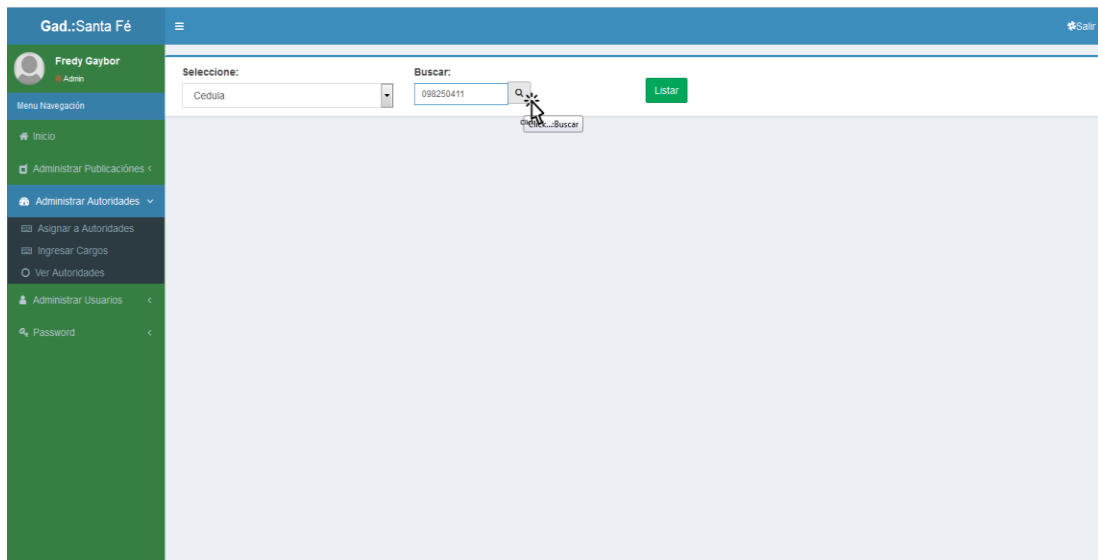 Gad.:Santa Fé
Salir
Fredy Gaybor
Admin
Menu Navegación
Inicio
Administrar Publicaciónes
Administrar Autoridades
Asignar a Autoridades
Ingresar Cargos
Ver Autoridades
Administrar Usuarios
Password
Seleccione:
Cedula
Buscar:
098250411
Listar
Click...:Buscar